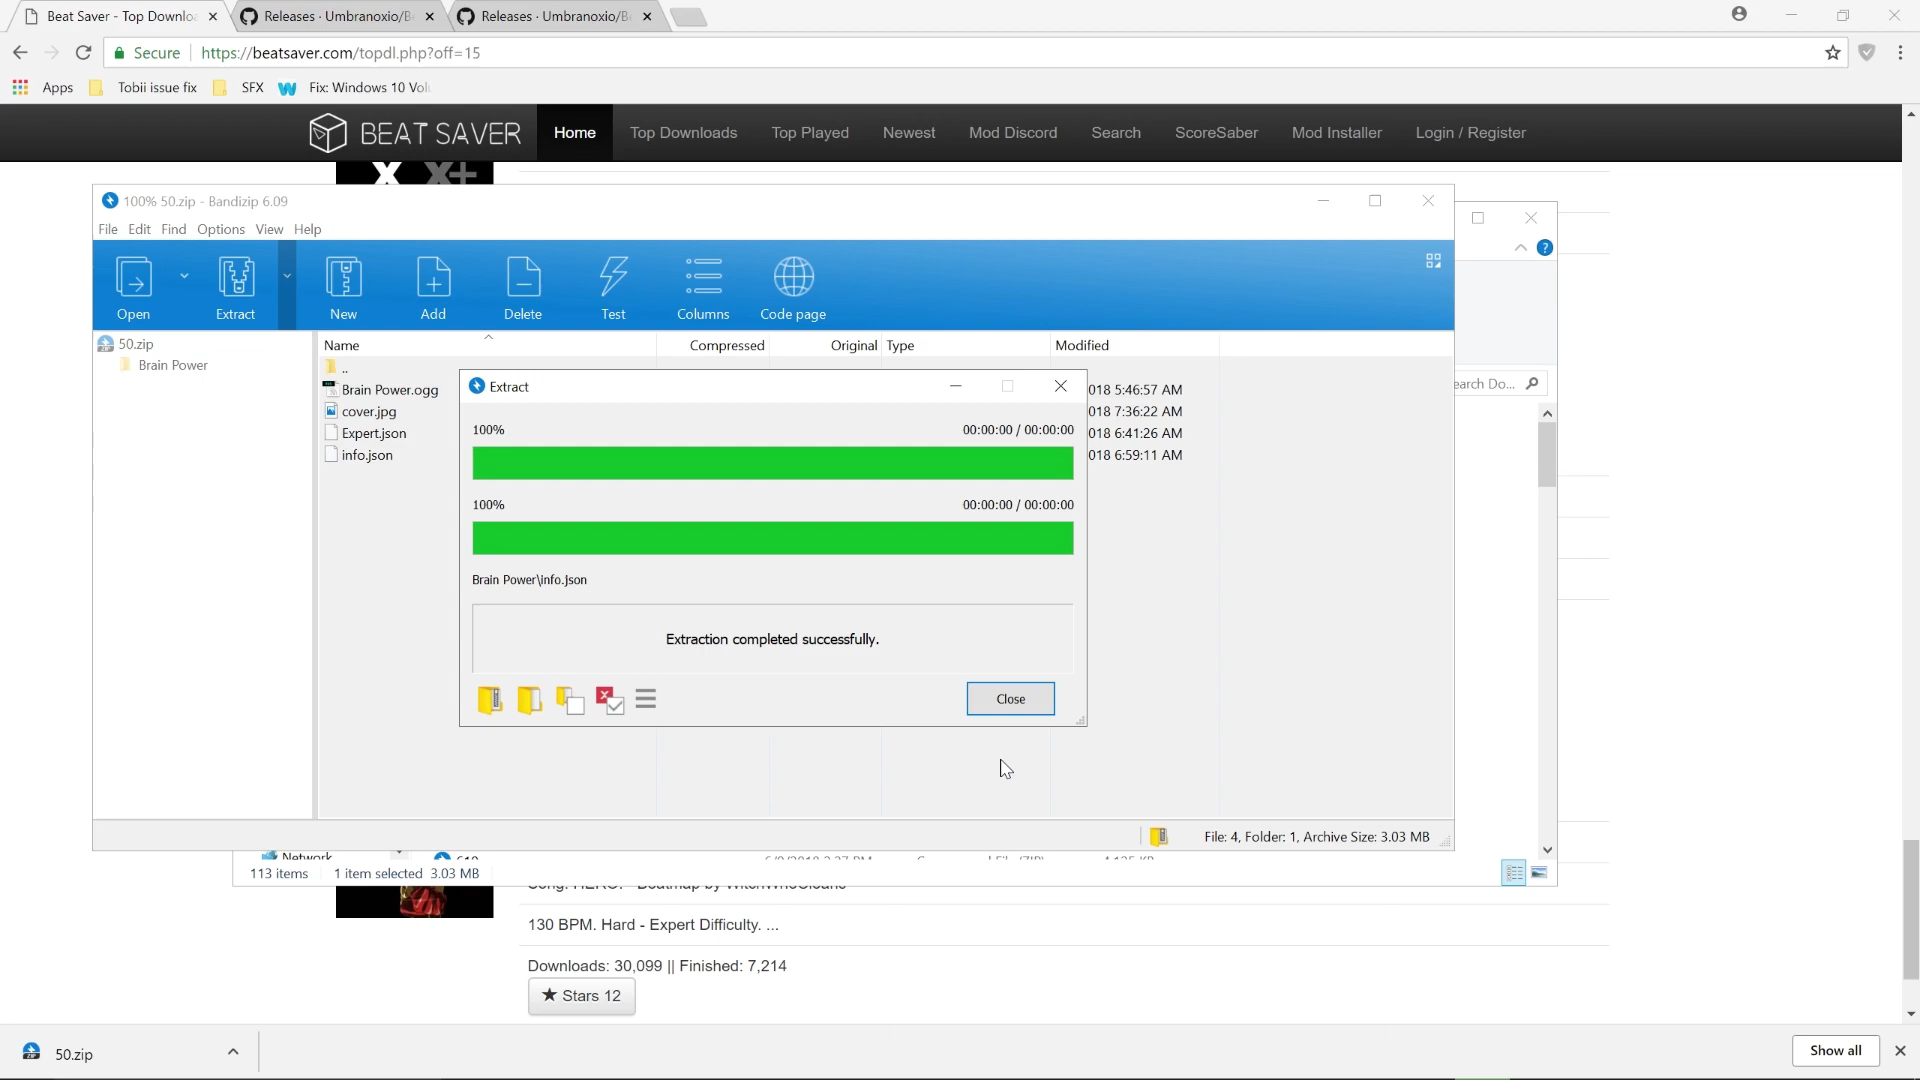 Beat Saver - Top Downlo
Releases · Umbranoxio/B
Releases · Umbranoxio/B
Secure
https://beatsaver.com/topdl.php?off=15
Apps
Tobii issue fix
SFX
Fix: Windows 10 Vol
BEAT SAVER
Home
Top Downloads
Top Played
Newest
Mod Discord
Search
ScoreSaber
Mod Installer
Login / Register
100% 50.zip - Bandizip 6.09
File Edit Find Options View Help
Open
Extract
New
Add
Delete
Test
Columns
Code page
50.zip
Brain Power
Name
Compressed
Original
Type
Modified
..
Brain Power.ogg
018 5:46:57 AM
cover.jpg
018 7:36:22 AM
Expert.json
018 6:41:26 AM
info.json
018 6:59:11 AM
earch Do...
Extract
100%
00:00:00 / 00:00:00
100%
00:00:00 / 00:00:00
Brain Power\info.json
Extraction completed successfully.
Close
File: 4, Folder: 1, Archive Size: 3.03 MB
Network
113 items
1 item selected 3.03 MB
130 BPM. Hard - Expert Difficulty. ...
Downloads: 30,099 || Finished: 7,214
★ Stars 12
50.zip
Show all